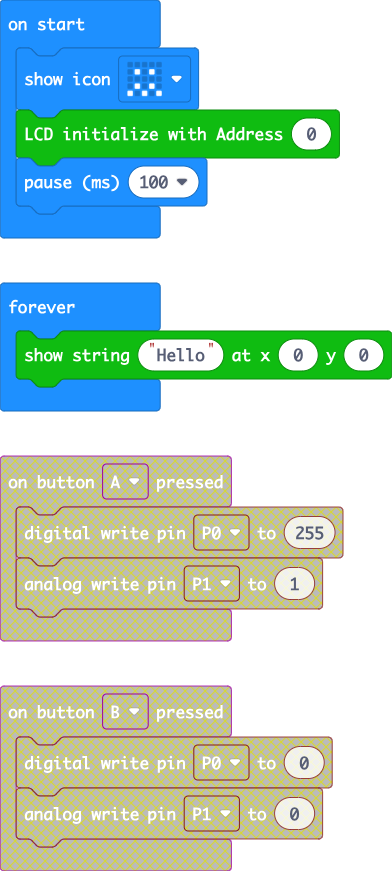 on start
show icon
LCD initialize with Address 0
pause (ms) 100
forever
show string "Hello" at x 0 y 0
on button A pressed
digital write pin P0 to 255
analog write pin P1 to 1
on button B pressed
digital write pin P0 to 0
analog write pin P1 to 0